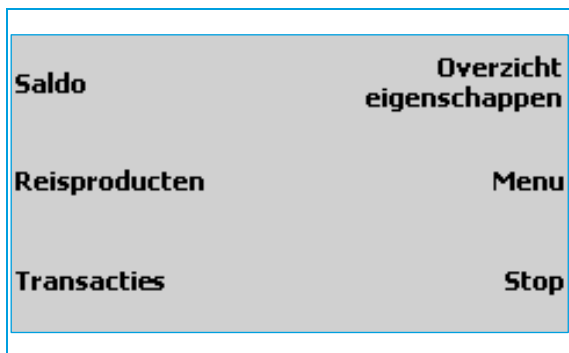 Saldo
Overzicht
eigenschappen
Reisproducten
Menu
Transacties
Stop